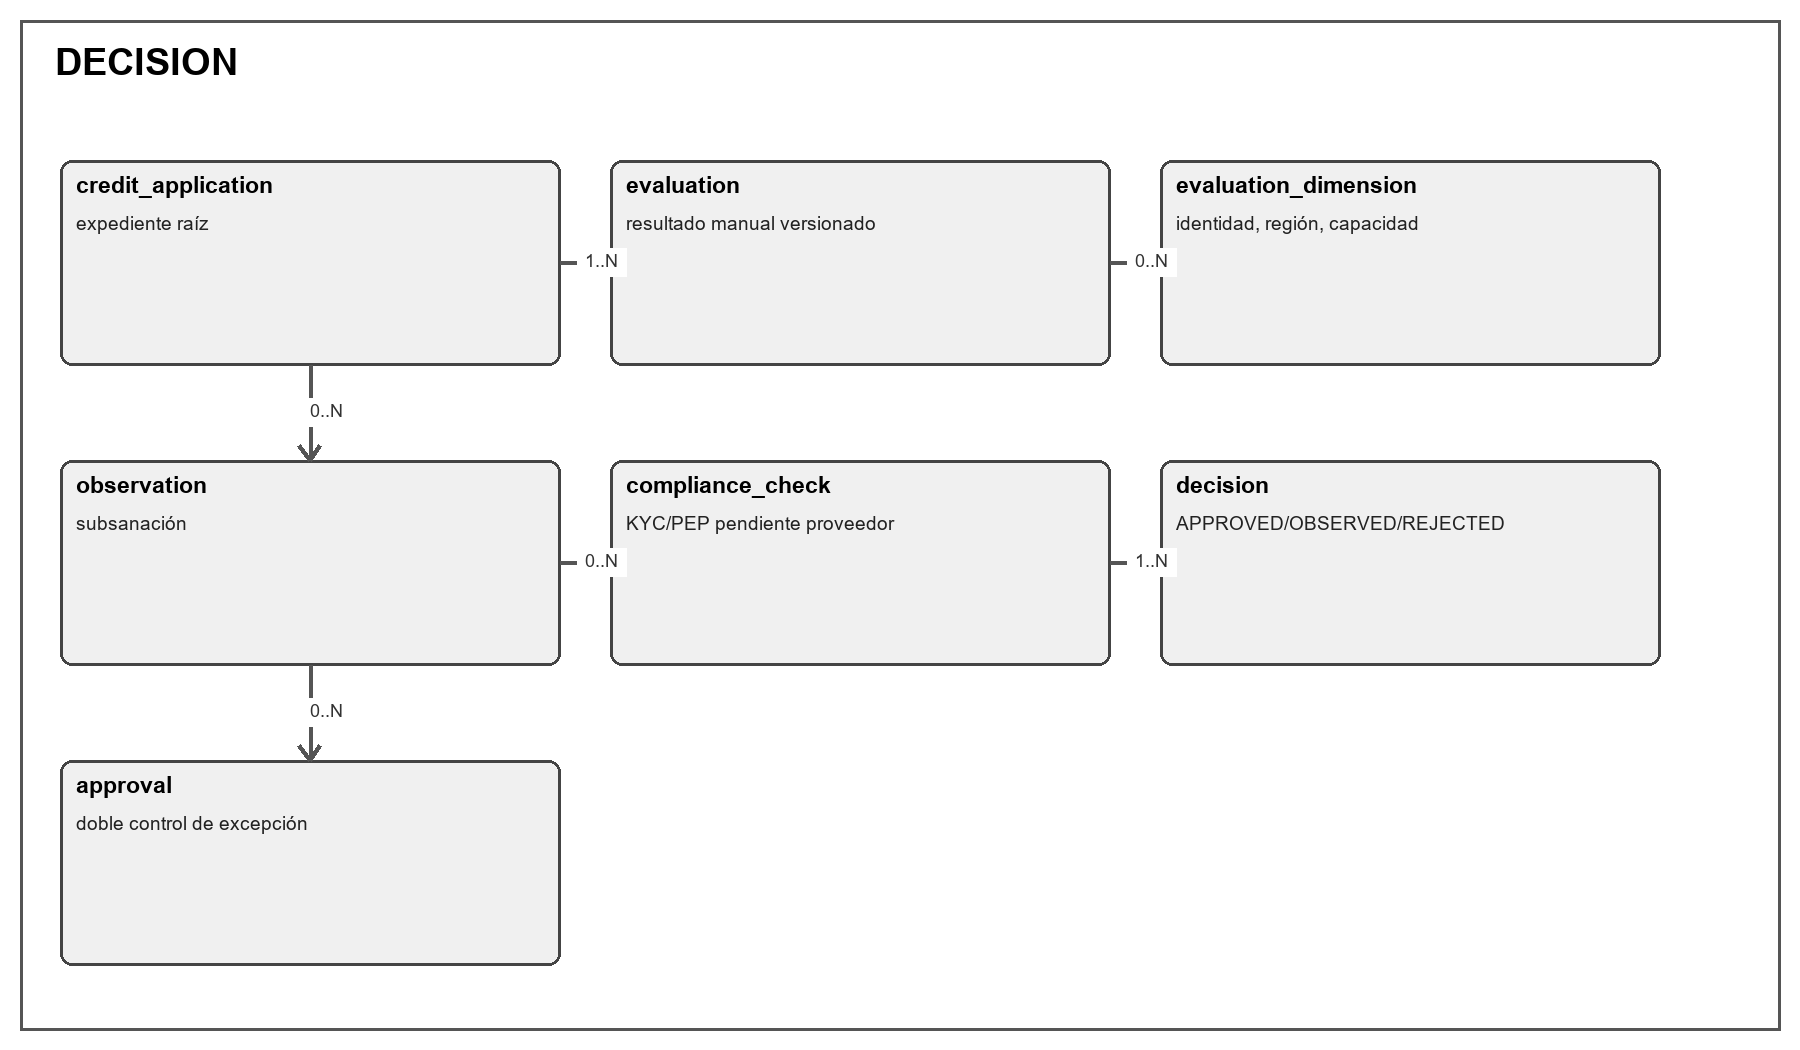 DECISION
credit_application
expediente raíz
1..N
evaluation
resultado manual versionado
0..N
evaluation_dimension
identidad, región, capacidad
0..N
observation
subsanación
0..N
compliance_check
KYC/PEP pendiente proveedor
1..N
decision
APPROVED/OBSERVED/REJECTED
0..N
approval
doble control de excepción